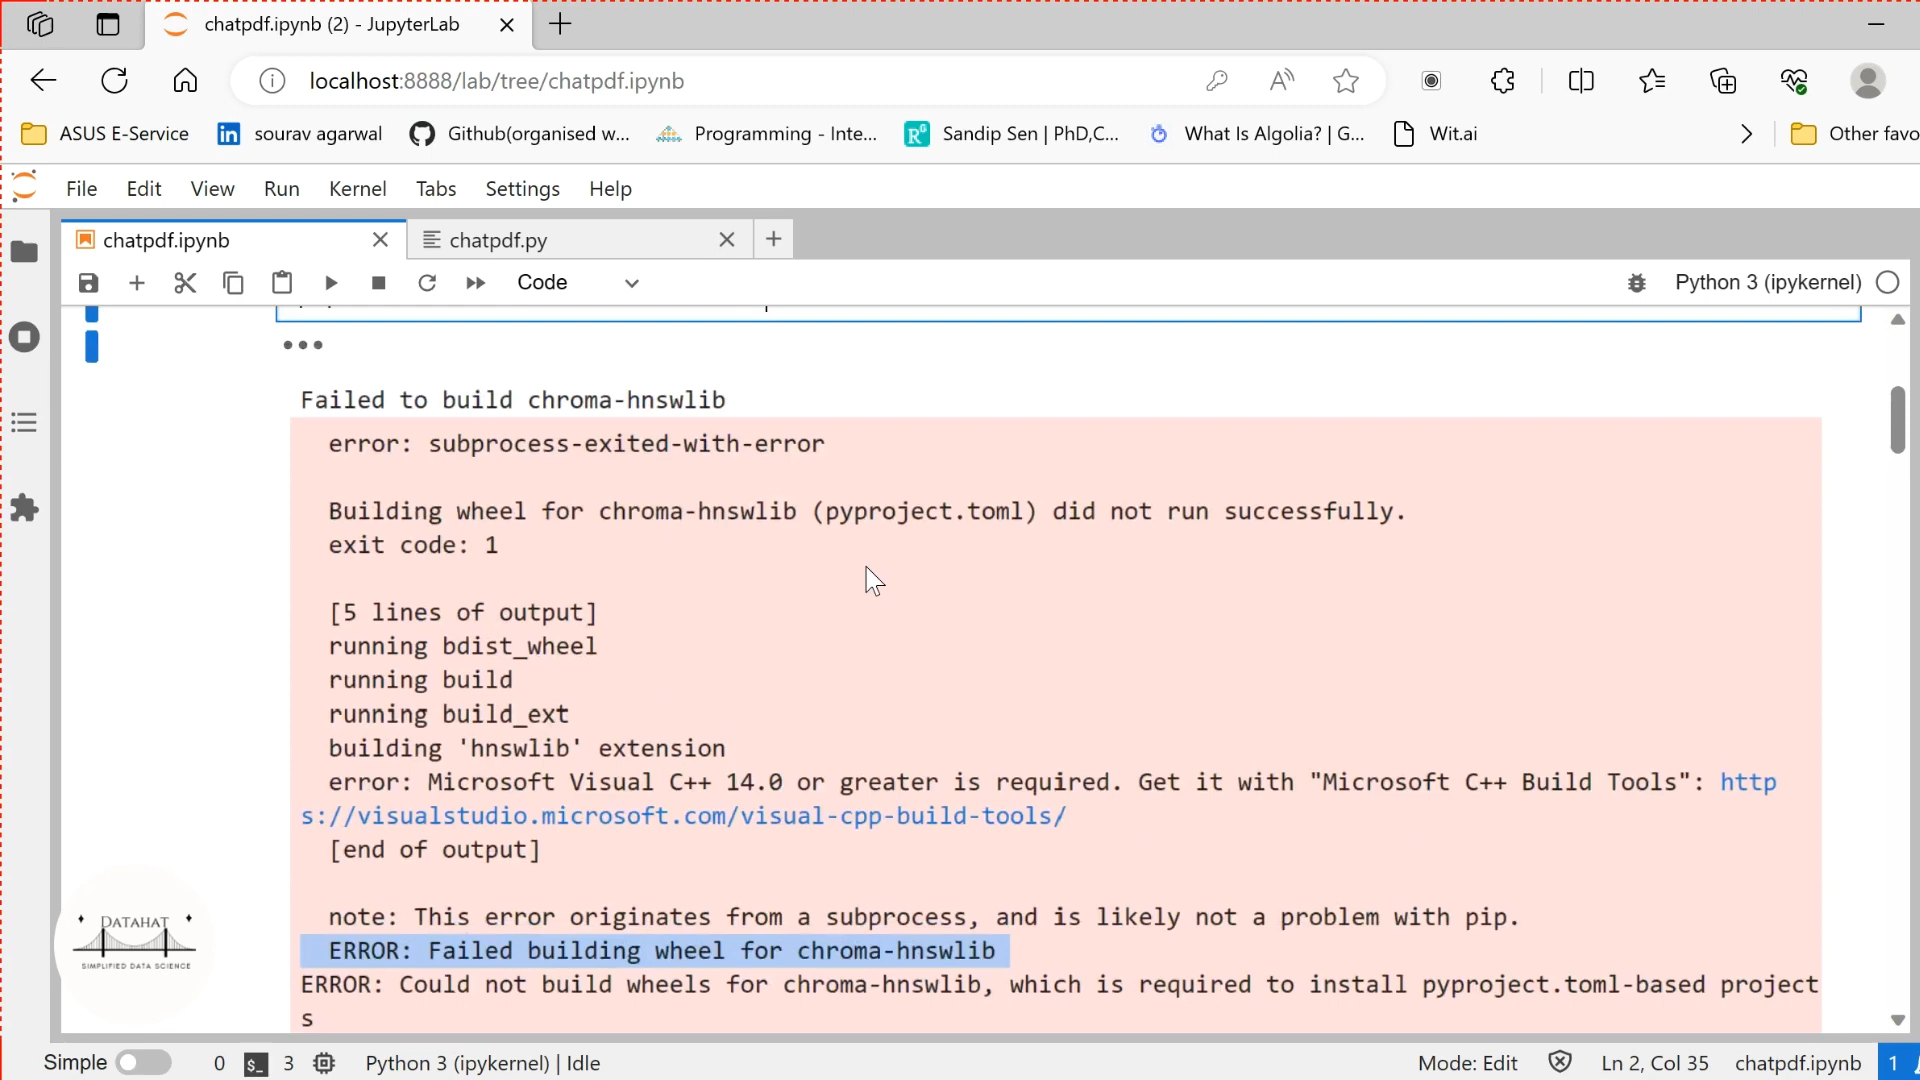 chatpdf.ipynb (2) - JupyterLab
localhost:8888/lab/tree/chatpdf.ipynb
ASUS E-Service sourav agarwal Github(organised w... Programming - Inte... Sandip Sen | PhD,C... What Is Algolia? | G... Wit.ai Other favo
File Edit View Run Kernel Tabs Settings Help
chatpdf.ipynb chatpdf.py
Code Python 3 (ipykernel)
Failed to build chroma-hnswlib
error: subprocess-exited-with-error
Building wheel for chroma-hnswlib (pyproject.toml) did not run successfully.
exit code: 1
[5 lines of output]
running bdist_wheel
running build
running build_ext
building 'hnswlib' extension
error: Microsoft Visual C++ 14.0 or greater is required. Get it with "Microsoft C++ Build Tools": http
s://visualstudio.microsoft.com/visual-cpp-build-tools/
[end of output]
note: This error originates from a subprocess, and is likely not a problem with pip.
ERROR: Failed building wheel for chroma-hnswlib
ERROR: Could not build wheels for chroma-hnswlib, which is required to install pyproject.toml-based project
s
DATAHAT
SIMPLIFIED DATA SCIENCE
Simple 0 $_ 3 Python 3 (ipykernel) | Idle Mode: Edit Ln 2, Col 35 chatpdf.ipynb 1